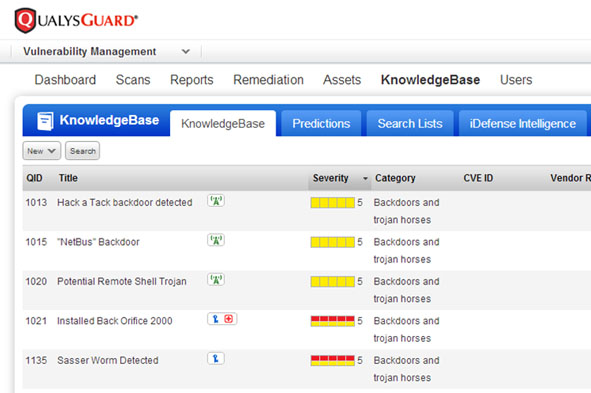 QUALYSGUARD®
Vulnerability Management
Dashboard Scans Reports Remediation Assets KnowledgeBase Users
KnowledgeBase KnowledgeBase Predictions Search Lists iDefense Intelligence
New Search
QID Title Severity Category CVE ID Vendor R
1013 Hack a Tack backdoor detected 5 Backdoors and
trojan horses
1015 "NetBus" Backdoor 5 Backdoors and
trojan horses
1020 Potential Remote Shell Trojan 5 Backdoors and
trojan horses
1021 Installed Back Orifice 2000 5 Backdoors and
trojan horses
1135 Sasser Worm Detected 5 Backdoors and
trojan horses